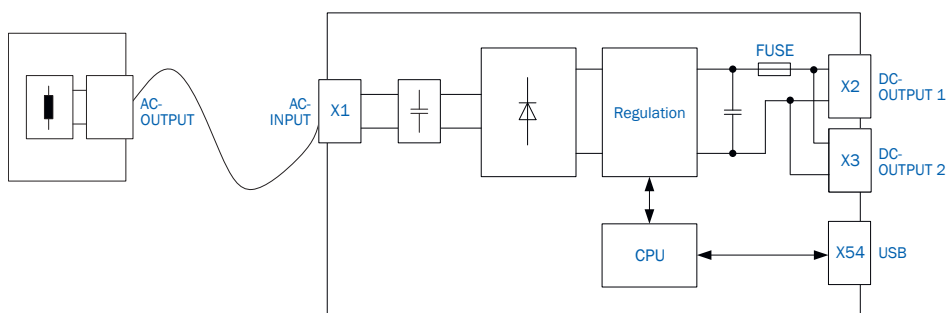 AC-
OUTPUT
AC-
INPUT
X1
Regulation
FUSE
X2
DC-
OUTPUT 1
X3
DC-
OUTPUT 2
CPU
X54
USB